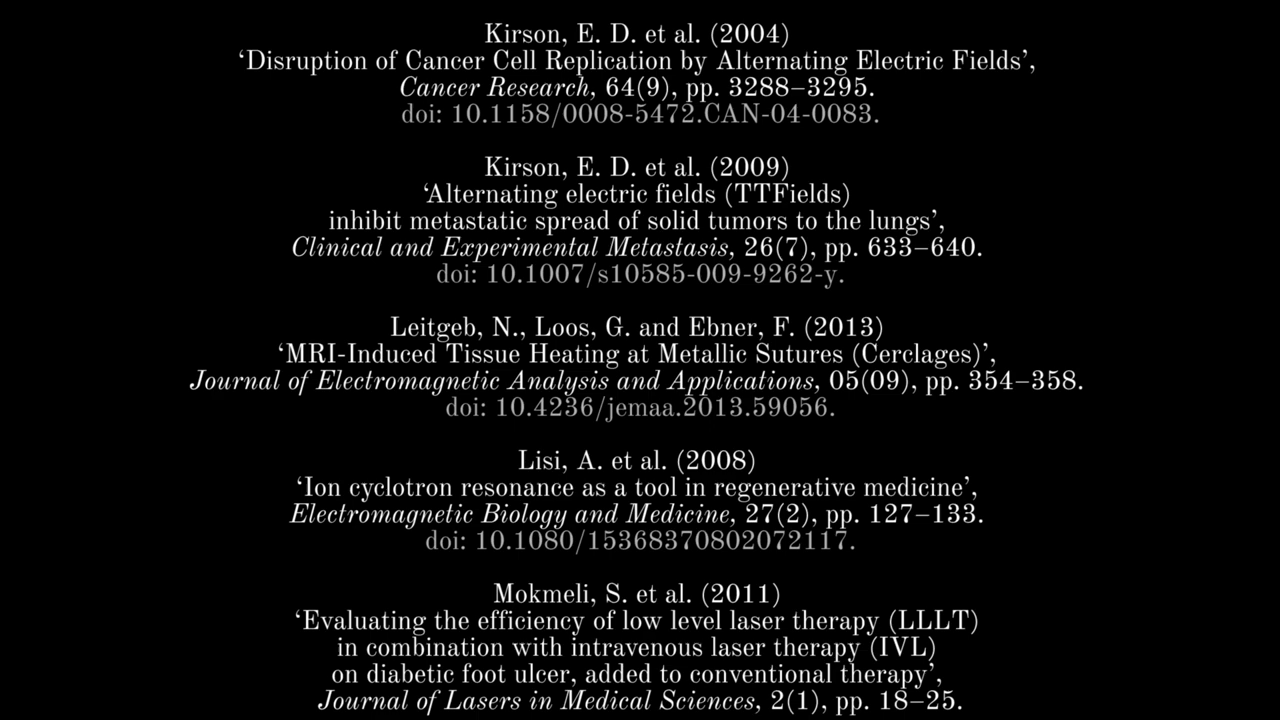 Kirson, E. D. et al. (2004)
‘Disruption of Cancer Cell Replication by Alternating Electric Fields’,
Cancer Research, 64(9), pp. 3288–3295.
doi: 10.1158/0008-5472.CAN-04-0083.
Kirson, E. D. et al. (2009)
‘Alternating electric fields (TTFields)
inhibit metastatic spread of solid tumors to the lungs’,
Clinical and Experimental Metastasis, 26(7), pp. 633–640.
doi: 10.1007/s10585-009-9262-y.
Leitgeb, N., Loos, G. and Ebner, F. (2013)
‘MRI-Induced Tissue Heating at Metallic Sutures (Cerclages)’,
Journal of Electromagnetic Analysis and Applications, 05(09), pp. 354–358.
doi: 10.4236/jemaa.2013.59056.
Lisi, A. et al. (2008)
‘Ion cyclotron resonance as a tool in regenerative medicine’,
Electromagnetic Biology and Medicine, 27(2), pp. 127–133.
doi: 10.1080/15368370802072117.
Mokmeli, S. et al. (2011)
‘Evaluating the efficiency of low level laser therapy (LLLT)
in combination with intravenous laser therapy (IVL)
on diabetic foot ulcer, added to conventional therapy’,
Journal of Lasers in Medical Sciences, 2(1), pp. 18–25.